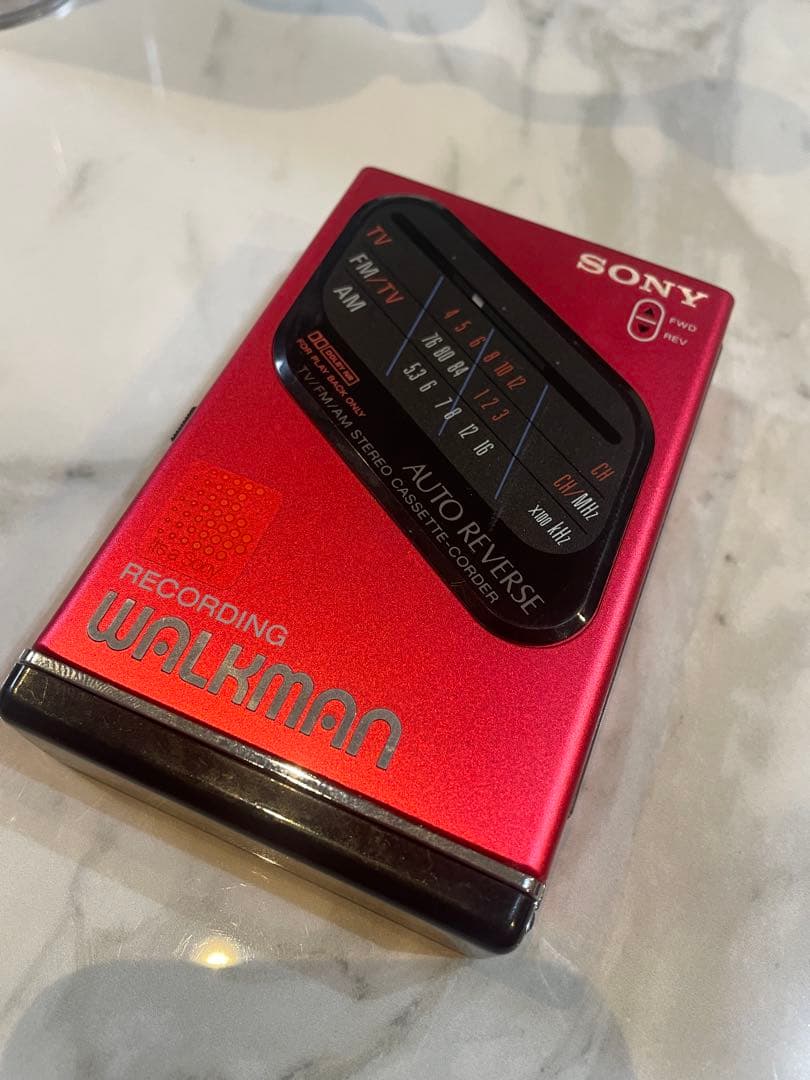 SONY
FWD
REV
TV
FM/TV
AM
4 5 6 8 10 12
76 80 84 1 2 3
5.3 6 7 8 12 16
CH
CH/MHz
x100 kHz
DOLBY NR
FOR PLAY BACK ONLY
TV/FM/AM STEREO CASSETTE-CORDER
AUTO REVERSE
RECORDING
WALKMAN